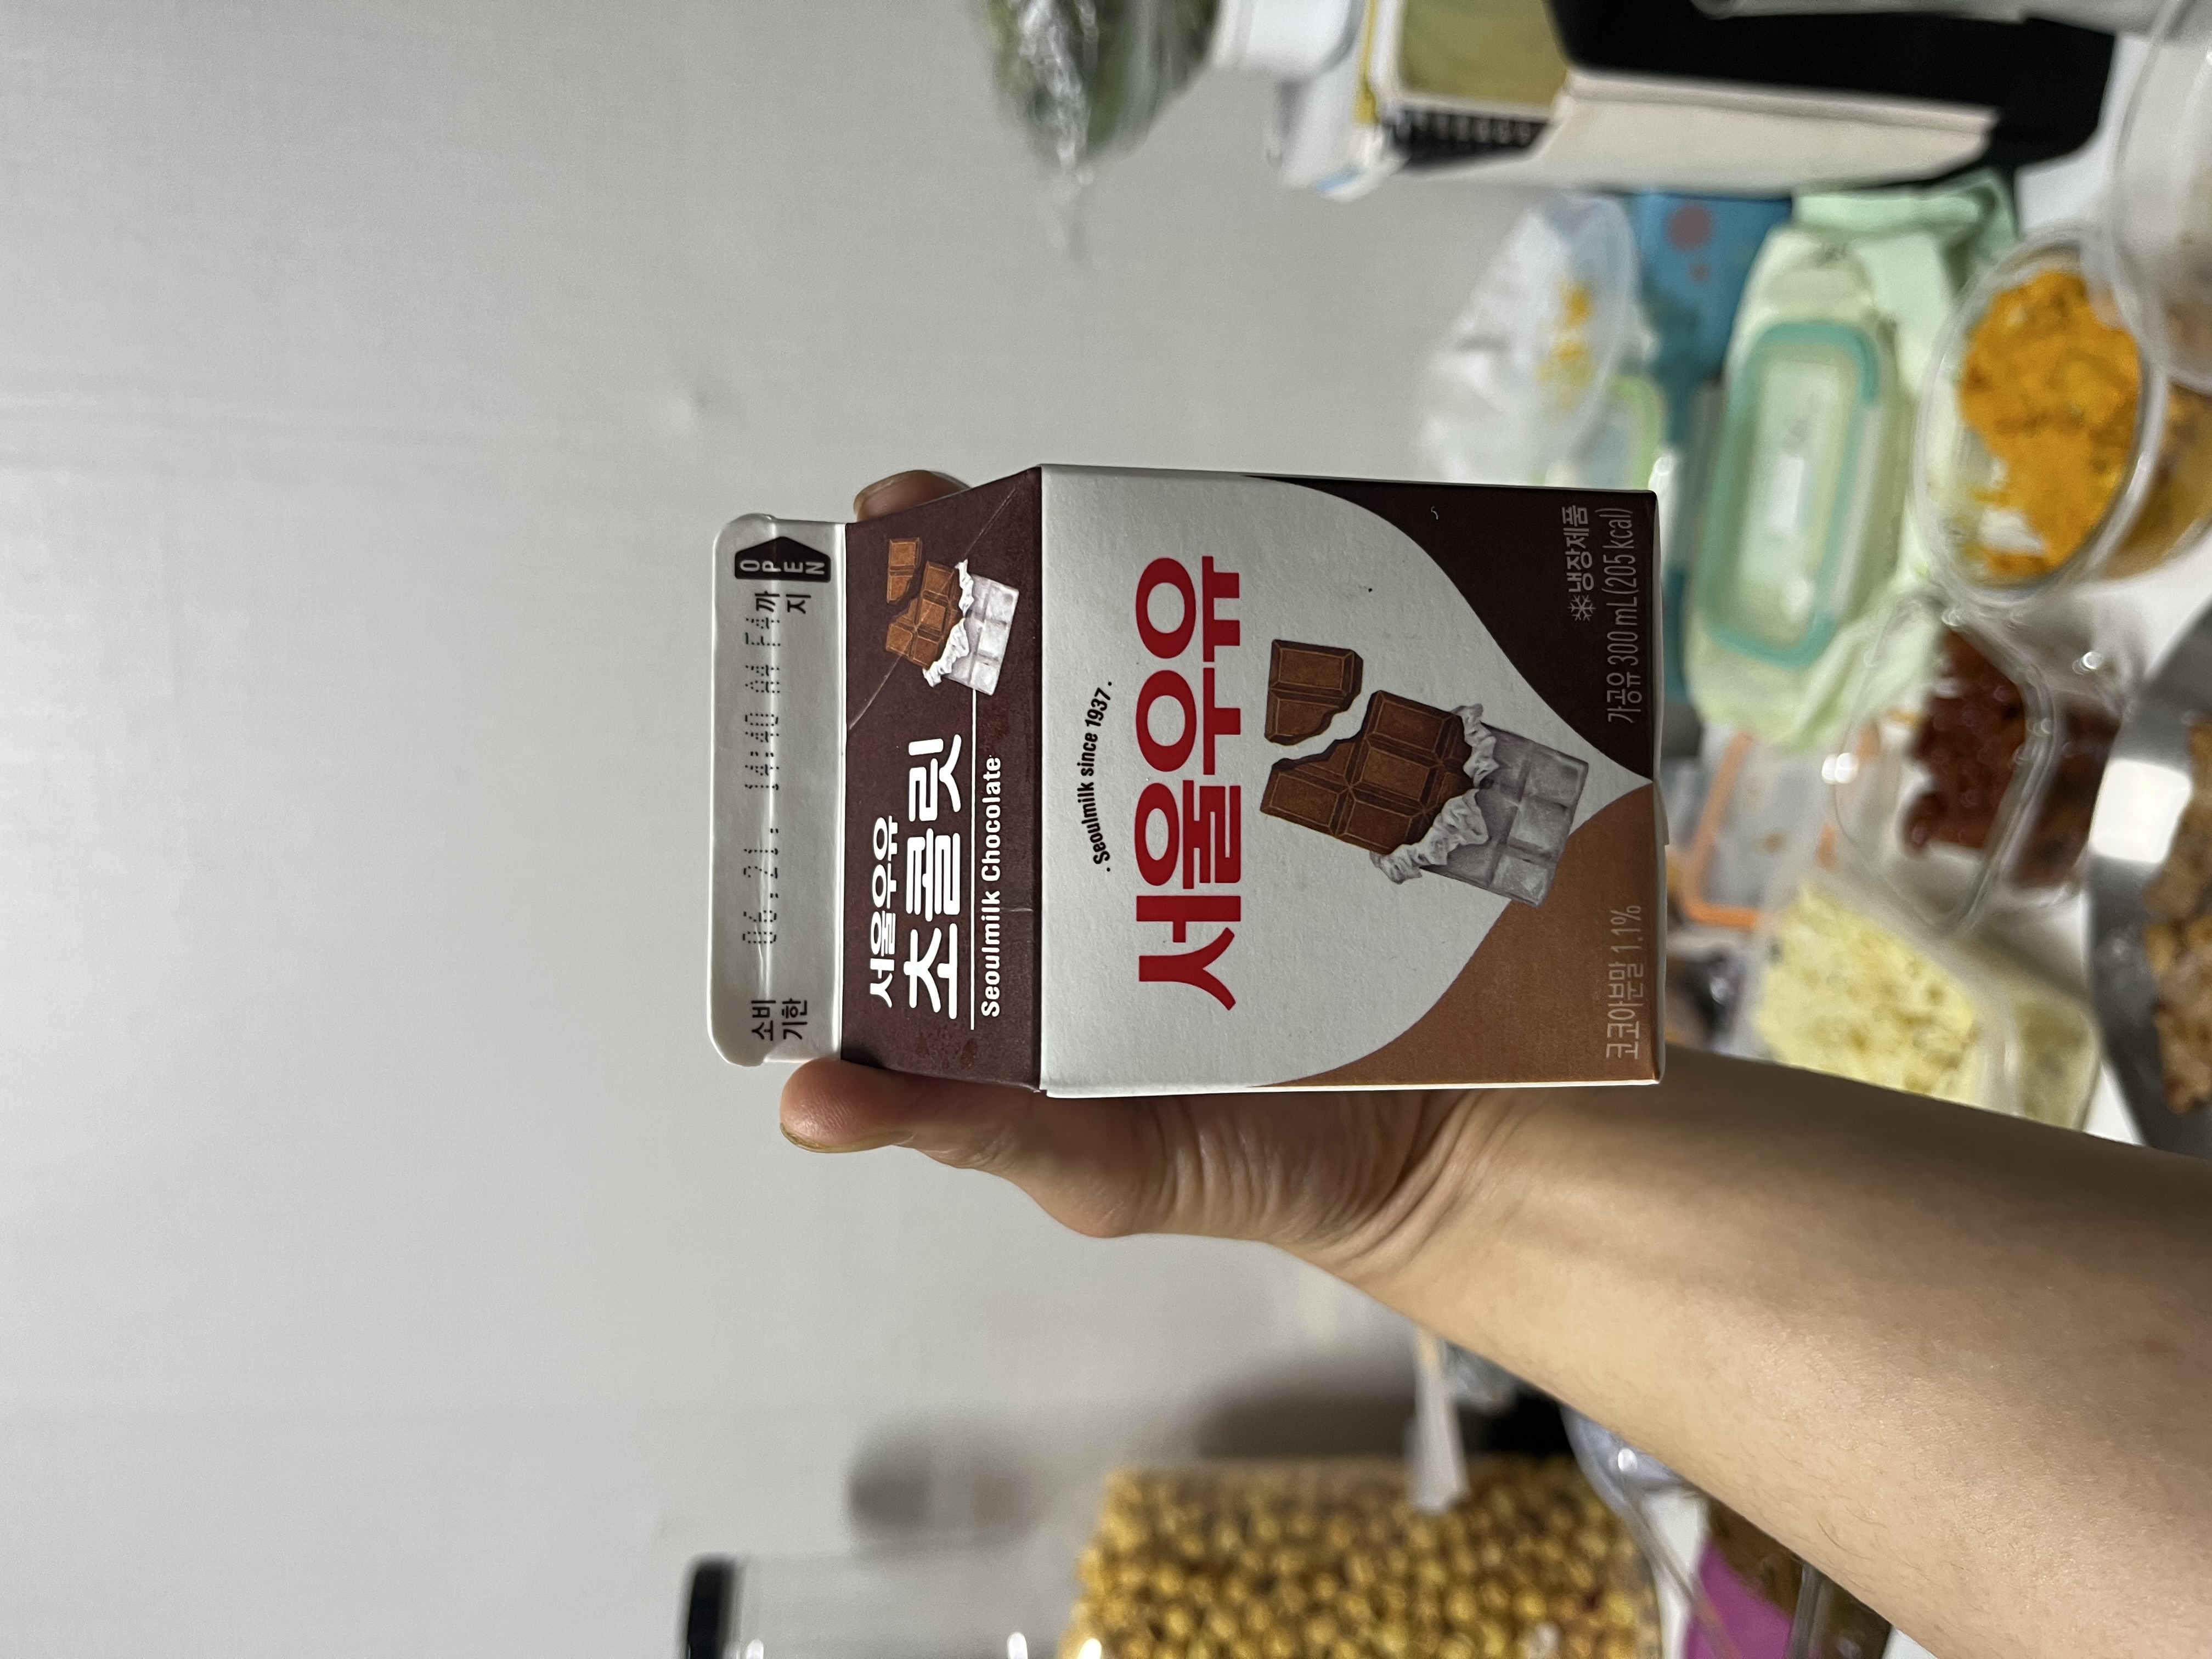 소비
기한
06.21. 14:40 A4 EA까
지
OPEN
서울우유
초콜릿
Seoulmilk Chocolate
· Seoulmilk since 1937 ·
서울우유
냉장제품
코코아분말 1.1%
가공유 300 mL(205 kcal)